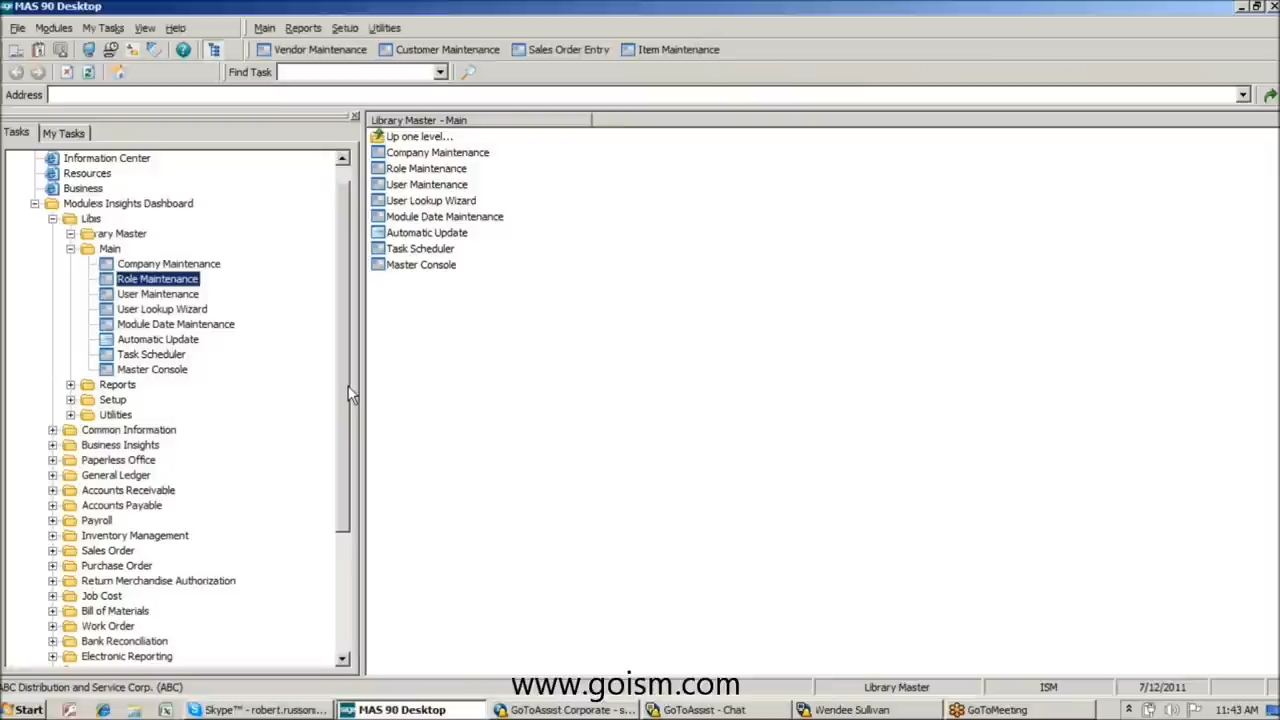 MAS 90 Desktop
File Modules My Tasks View Help Main Reports Setup Utilities
Vendor Maintenance Customer Maintenance Sales Order Entry Item Maintenance
Find Task
Address
Tasks My Tasks
Information Center
Resources
Business
Modules Insights Dashboard
Libis
rary Master
Main
Company Maintenance
Role Maintenance
User Maintenance
User Lookup Wizard
Module Date Maintenance
Automatic Update
Task Scheduler
Master Console
Reports
Setup
Utilities
Common Information
Business Insights
Paperless Office
General Ledger
Accounts Receivable
Accounts Payable
Payroll
Inventory Management
Sales Order
Purchase Order
Return Merchandise Authorization
Job Cost
Bill of Materials
Work Order
Bank Reconciliation
Electronic Reporting
Library Master - Main
Up one level...
Company Maintenance
Role Maintenance
User Maintenance
User Lookup Wizard
Module Date Maintenance
Automatic Update
Task Scheduler
Master Console
ABC Distribution and Service Corp. (ABC) Library Master ISM 7/12/2011
www.goism.com
Start Skype™ - robert.russon... MAS 90 Desktop GoToAssist Corporate - s... GoToAssist - Chat Wendee Sullivan GoToMeeting 11:43 AM